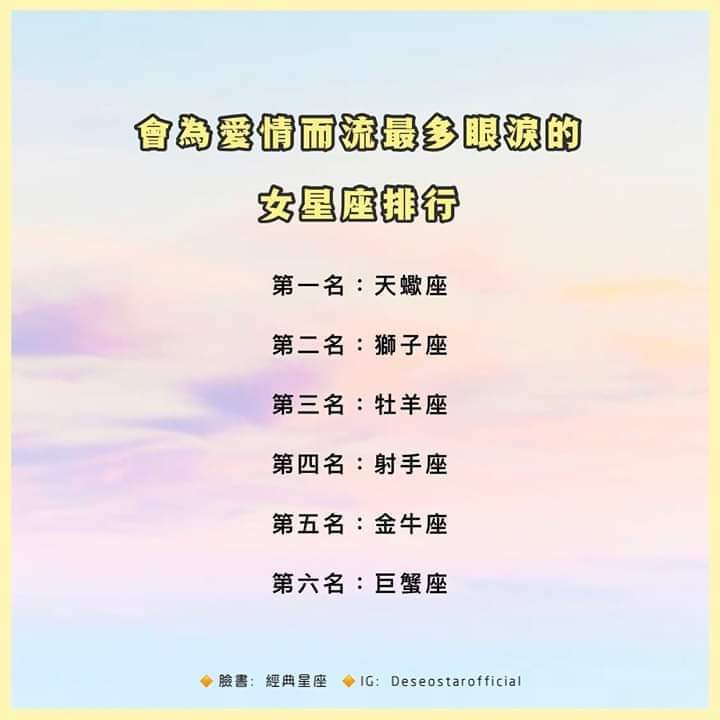 會為愛情而流最多眼淚的
女星座排行
第一名：天蠍座
第二名：獅子座
第三名：牡羊座
第四名：射手座
第五名：金牛座
第六名：巨蟹座
🔸臉書: 經典星座 🔸IG: Deseostarofficial